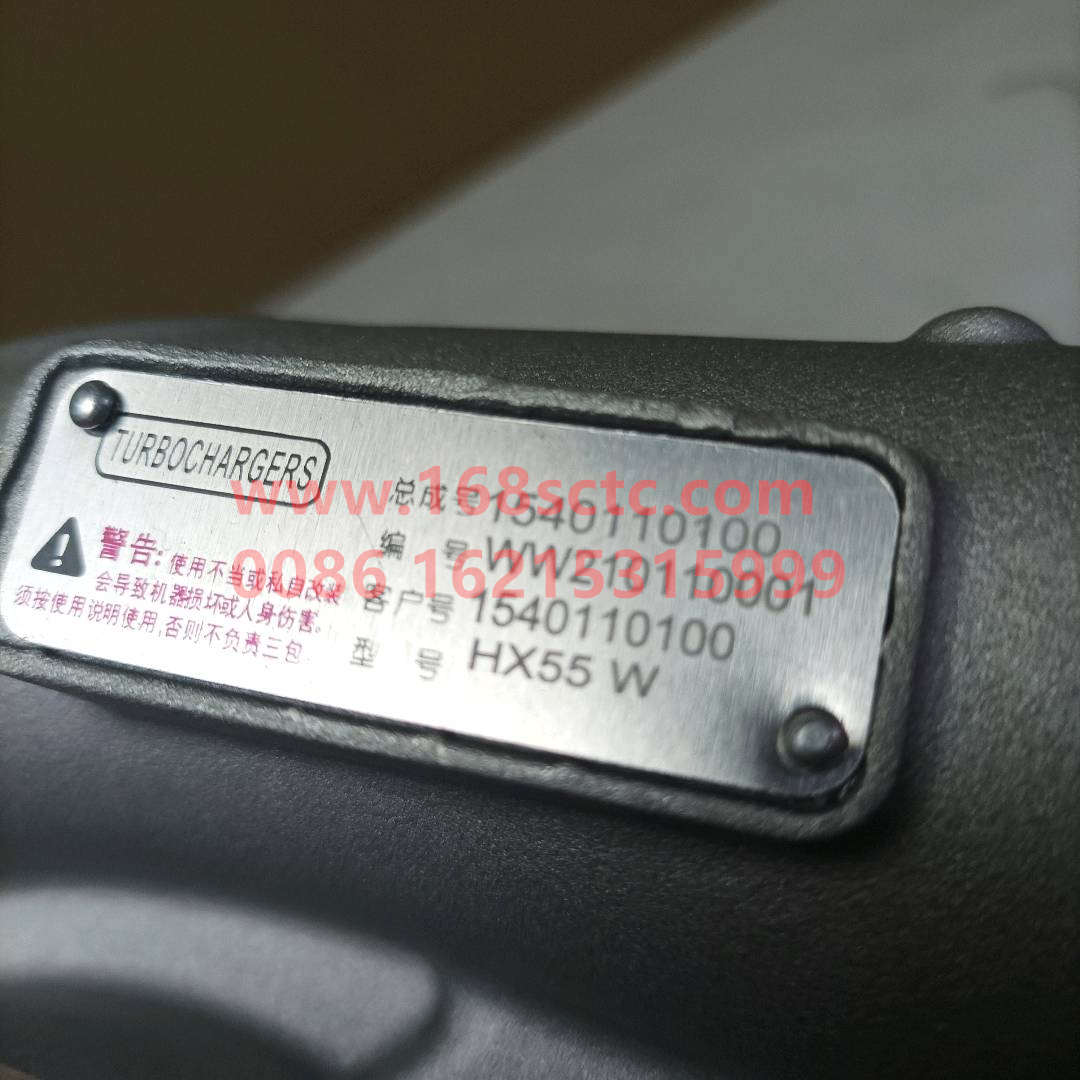 TURBOCHARGERS
总成号 1540110100
编 号 WWZ10110001
客户号 1540110100
型 号 HX55 W
警告: 使用不当或私自改装
会导致机器损坏或人身伤害。
须按使用说明使用,否则不负责三包
www.168sctc.com
0086 16215315999